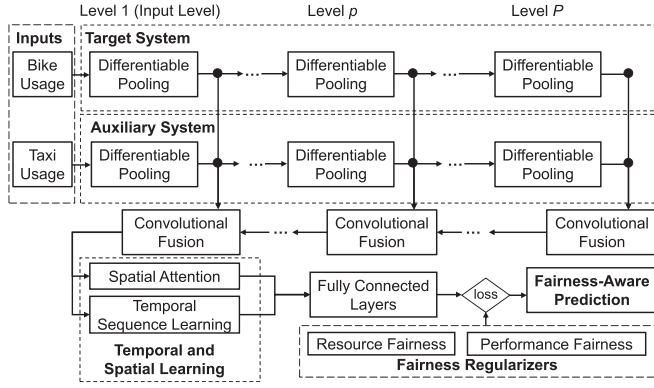 Level 1 (Input Level)
Level p
Level P
Inputs
Target System
Bike
Usage
Differentiable
Pooling
...
Differentiable
Pooling
...
Differentiable
Pooling
Auxiliary System
Taxi
Usage
Differentiable
Pooling
...
Differentiable
Pooling
...
Differentiable
Pooling
Convolutional
Fusion
...
Convolutional
Fusion
...
Convolutional
Fusion
Spatial Attention
Temporal
Sequence Learning
Temporal and
Spatial Learning
Fully Connected
Layers
loss
Fairness-Aware
Prediction
Resource Fairness
Performance Fairness
Fairness Regularizers